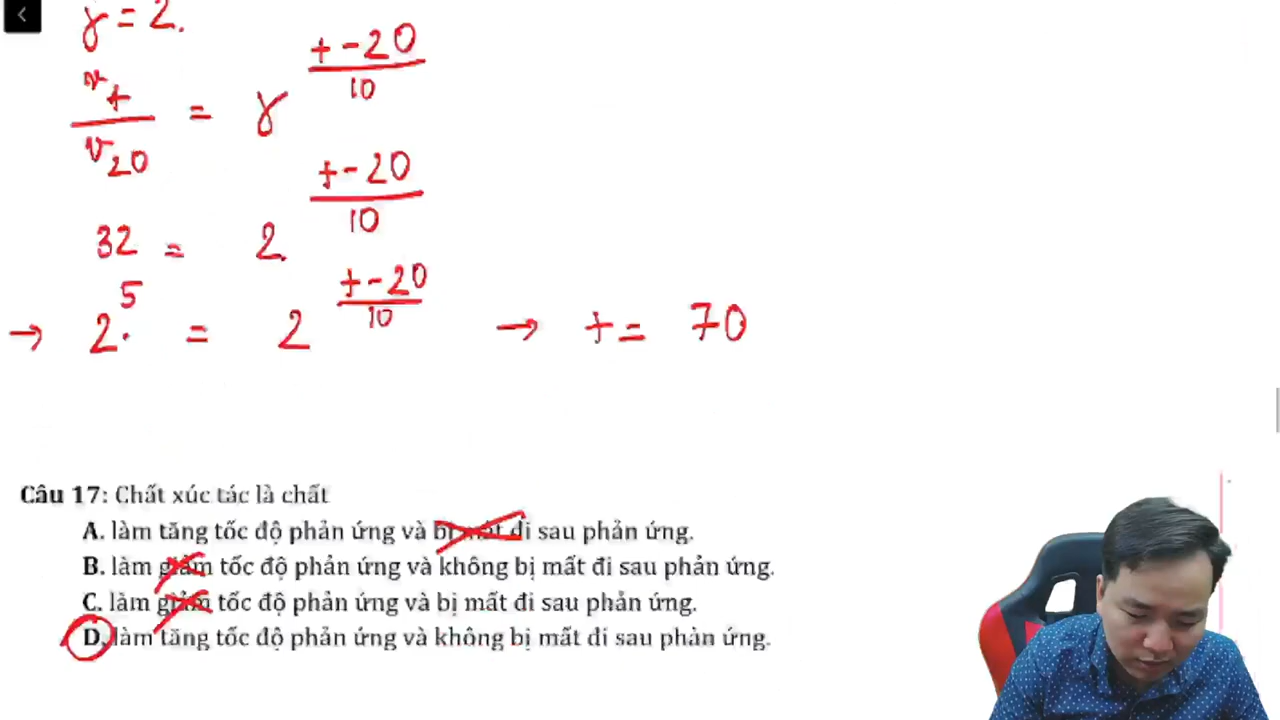 γ = 2.
v_t / v_20 = γ^((t-20)/10)
32 = 2.^((t-20)/10)
→ 2.^5 = 2^((t-20)/10) → t = 70
Câu 17: Chất xúc tác là chất
A. làm tăng tốc độ phản ứng và bị mất đi sau phản ứng.
B. làm giảm tốc độ phản ứng và không bị mất đi sau phản ứng.
C. làm giảm tốc độ phản ứng và bị mất đi sau phản ứng.
D. làm tăng tốc độ phản ứng và không bị mất đi sau phản ứng.